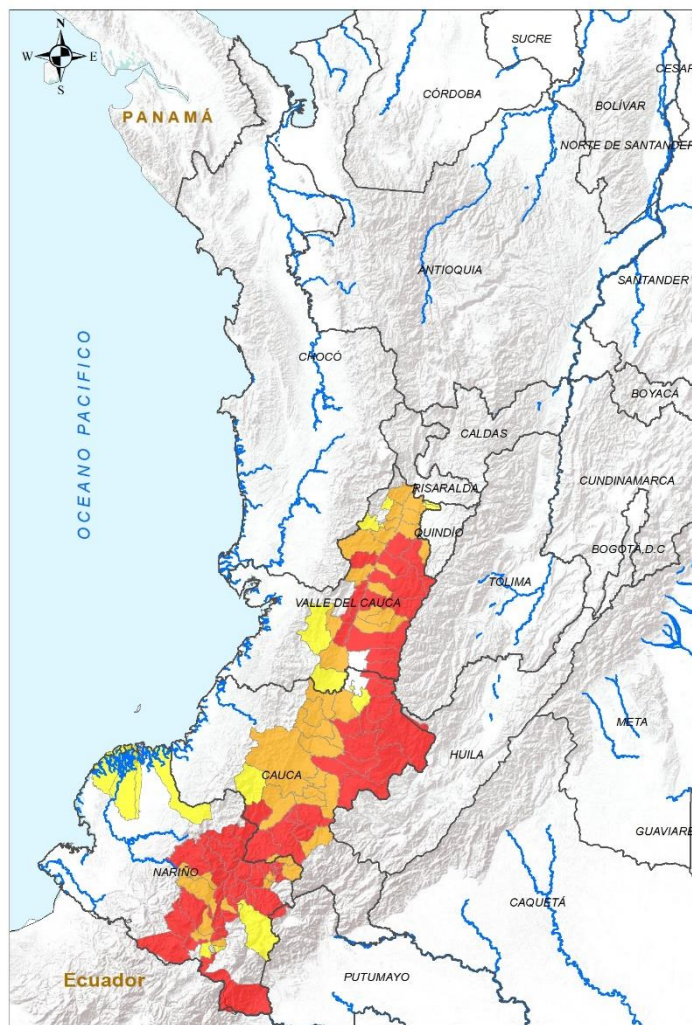 N
W
E
S
SUCRE
CESAR
CÓRDOBA
BOLÍVAR
PANAMÁ
NORTE DE SANTANDER
ANTIOQUIA
SANTANDER
CHOCÓ
OCEANO PACIFICO
BOYACÁ
CALDAS
CUNDINAMARCA
RISARALDA
QUINDÍO
BOGOTÁ, D.C
TOLIMA
VALLE DEL CAUCA
META
HUILA
CAUCA
GUAVIARE
NARIÑO
CAQUETÁ
PUTUMAYO
Ecuador